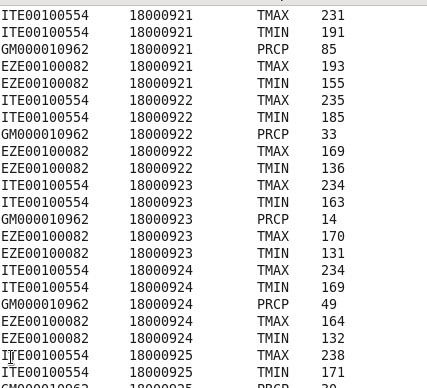 ITE00100554 18000921 TMAX 231
ITE00100554 18000921 TMIN 191
GM000010962 18000921 PRCP 85
EZE00100082 18000921 TMAX 193
EZE00100082 18000921 TMIN 155
ITE00100554 18000922 TMAX 235
ITE00100554 18000922 TMIN 185
GM000010962 18000922 PRCP 33
EZE00100082 18000922 TMAX 169
EZE00100082 18000922 TMIN 136
ITE00100554 18000923 TMAX 234
ITE00100554 18000923 TMIN 163
GM000010962 18000923 PRCP 14
EZE00100082 18000923 TMAX 170
EZE00100082 18000923 TMIN 131
ITE00100554 18000924 TMAX 234
ITE00100554 18000924 TMIN 169
GM000010962 18000924 PRCP 49
EZE00100082 18000924 TMAX 164
EZE00100082 18000924 TMIN 132
ITE00100554 18000925 TMAX 238
ITE00100554 18000925 TMIN 171
GM000010962 18000925 PRCP